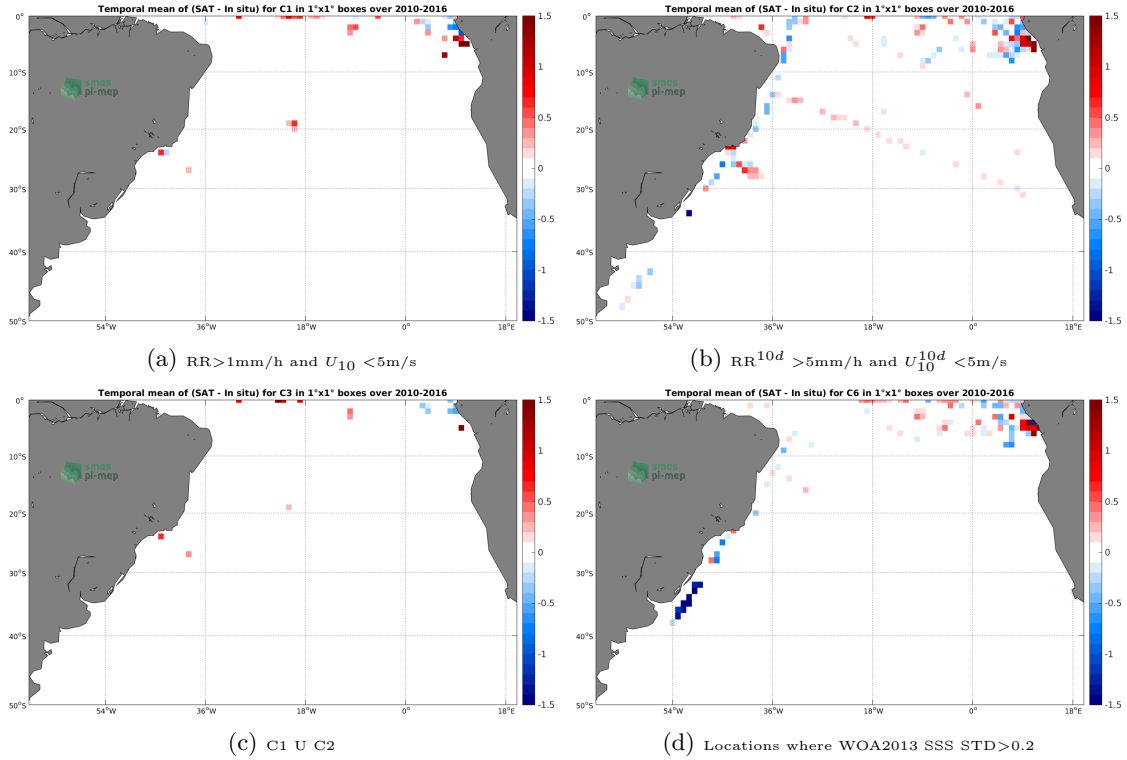 Temporal mean of (SAT - In situ) for C1 in 1°x1° boxes over 2010-2016
0°
10°S
20°S
30°S
40°S
50°S
54°W
36°W
18°W
0°
18°E
1.5
1
0.5
0
-0.5
-1
-1.5
smos
pi-mep
(a) RR>1mm/h and U10 <5m/s
Temporal mean of (SAT - In situ) for C2 in 1°x1° boxes over 2010-2016
0°
10°S
20°S
30°S
40°S
50°S
54°W
36°W
18°W
0°
18°E
1.5
1
0.5
0
-0.5
-1
-1.5
smos
pi-mep
(b) RR^10d >5mm/h and U10^10d <5m/s
Temporal mean of (SAT - In situ) for C3 in 1°x1° boxes over 2010-2016
0°
10°S
20°S
30°S
40°S
50°S
54°W
36°W
18°W
0°
18°E
1.5
1
0.5
0
-0.5
-1
-1.5
smos
pi-mep
(c) C1 U C2
Temporal mean of (SAT - In situ) for C6 in 1°x1° boxes over 2010-2016
0°
10°S
20°S
30°S
40°S
50°S
54°W
36°W
18°W
0°
18°E
1.5
1
0.5
0
-0.5
-1
-1.5
smos
pi-mep
(d) Locations where WOA2013 SSS STD>0.2